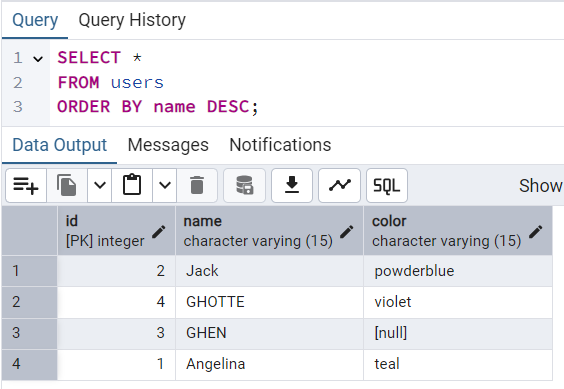 Query Query History
1 SELECT *
2 FROM users
3 ORDER BY name DESC;
Data Output Messages Notifications
SQL Show
id name color
[PK] integer character varying (15) character varying (15)
1 2 Jack powderblue
2 4 GHOTTE violet
3 3 GHEN [null]
4 1 Angelina teal